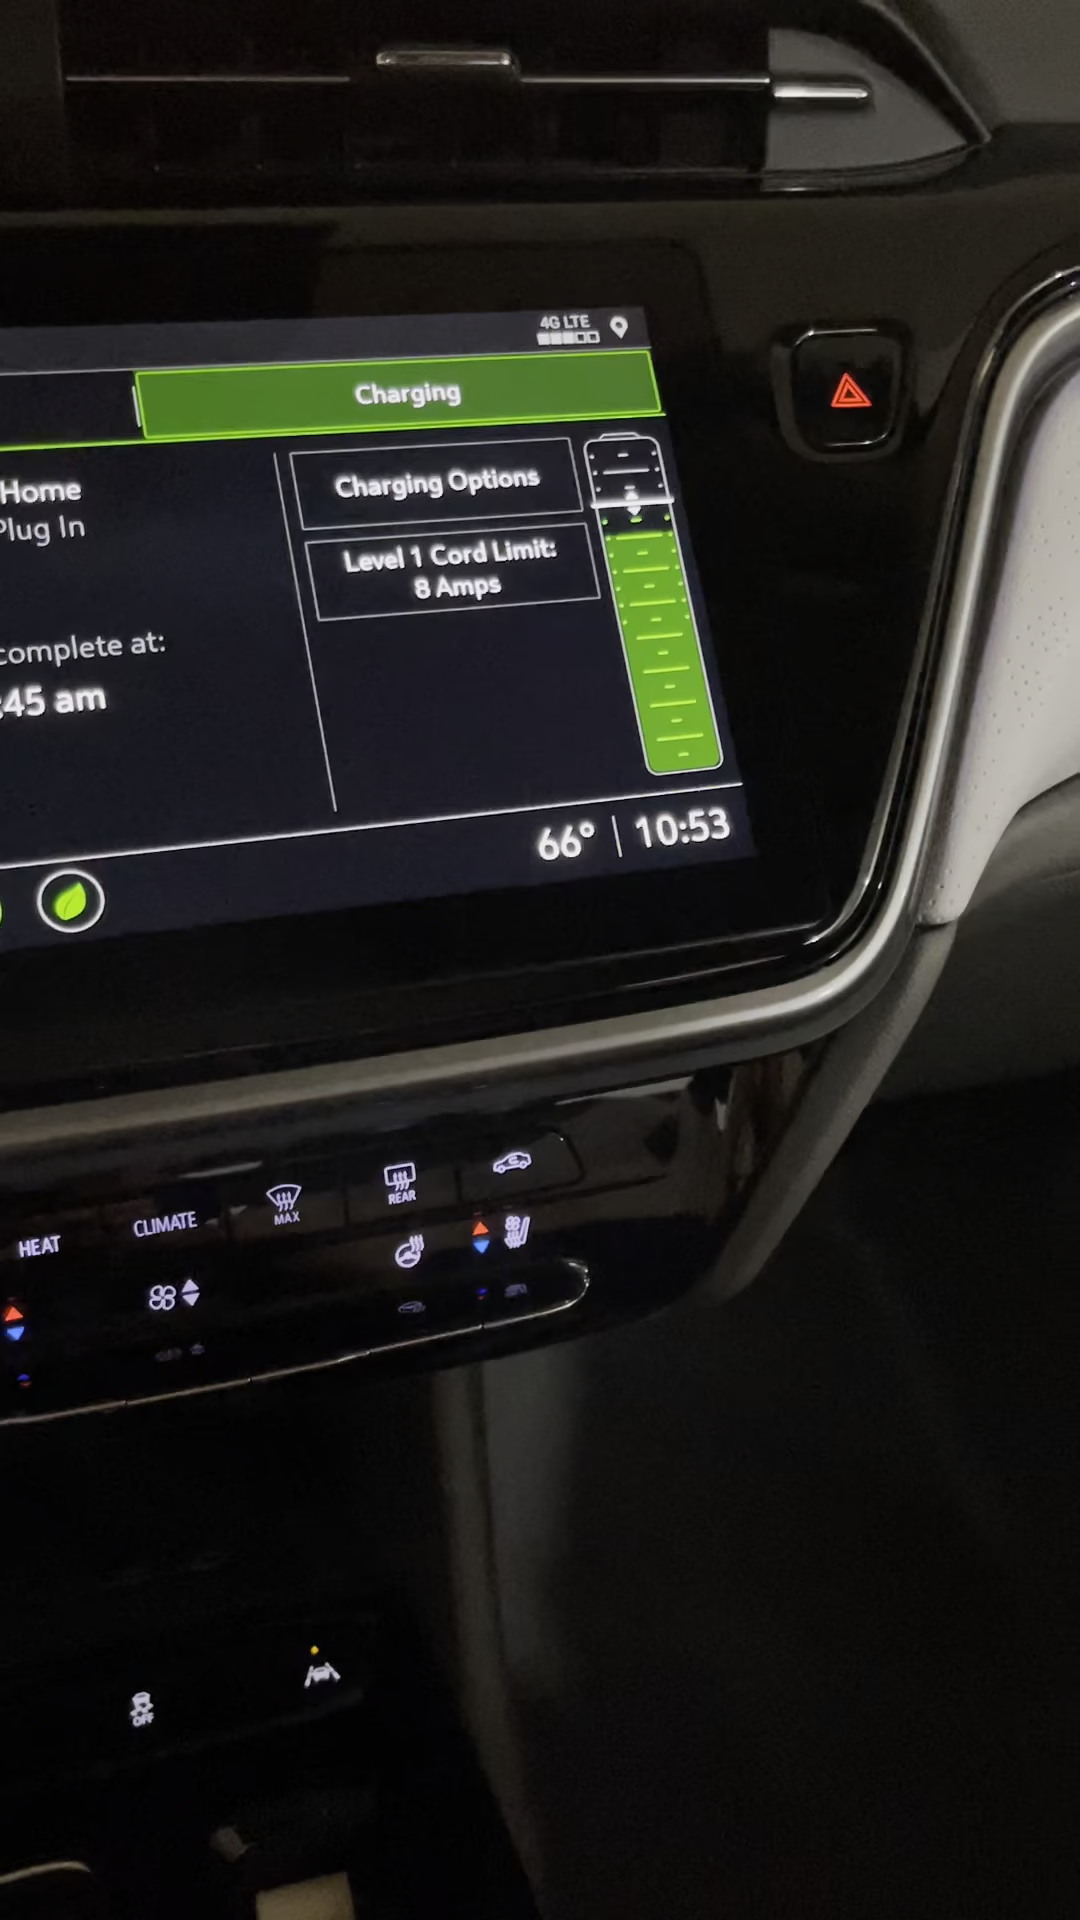 4G LTE
Charging
Home
Plug In
Charging Options
Level 1 Cord Limit:
8 Amps
complete at:
:45 am
66° | 10:53
HEAT
CLIMATE
MAX
REAR
OFF